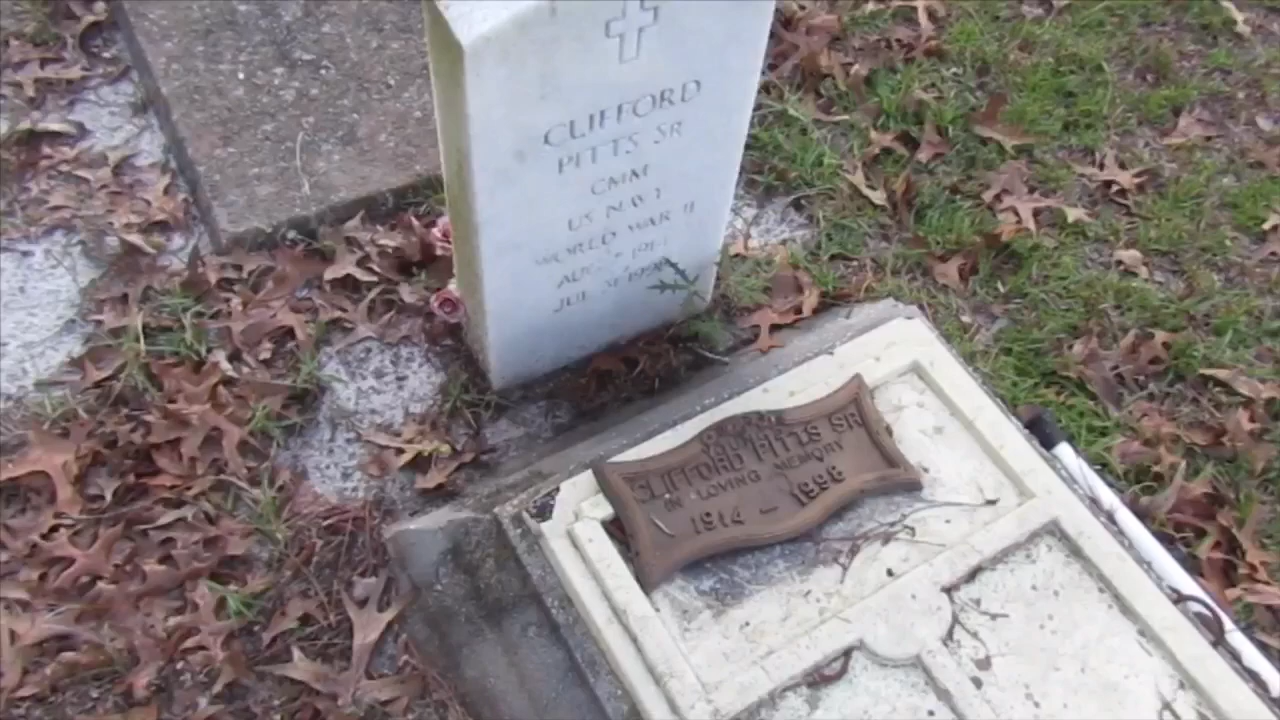 CLIFFORD
PITTS SR
CMM
US NAVY
WORLD WAR II
AUG
JUL 31 1998
CLIFFORD PITTS SR
IN LOVING MEMORY
1914 — 1998